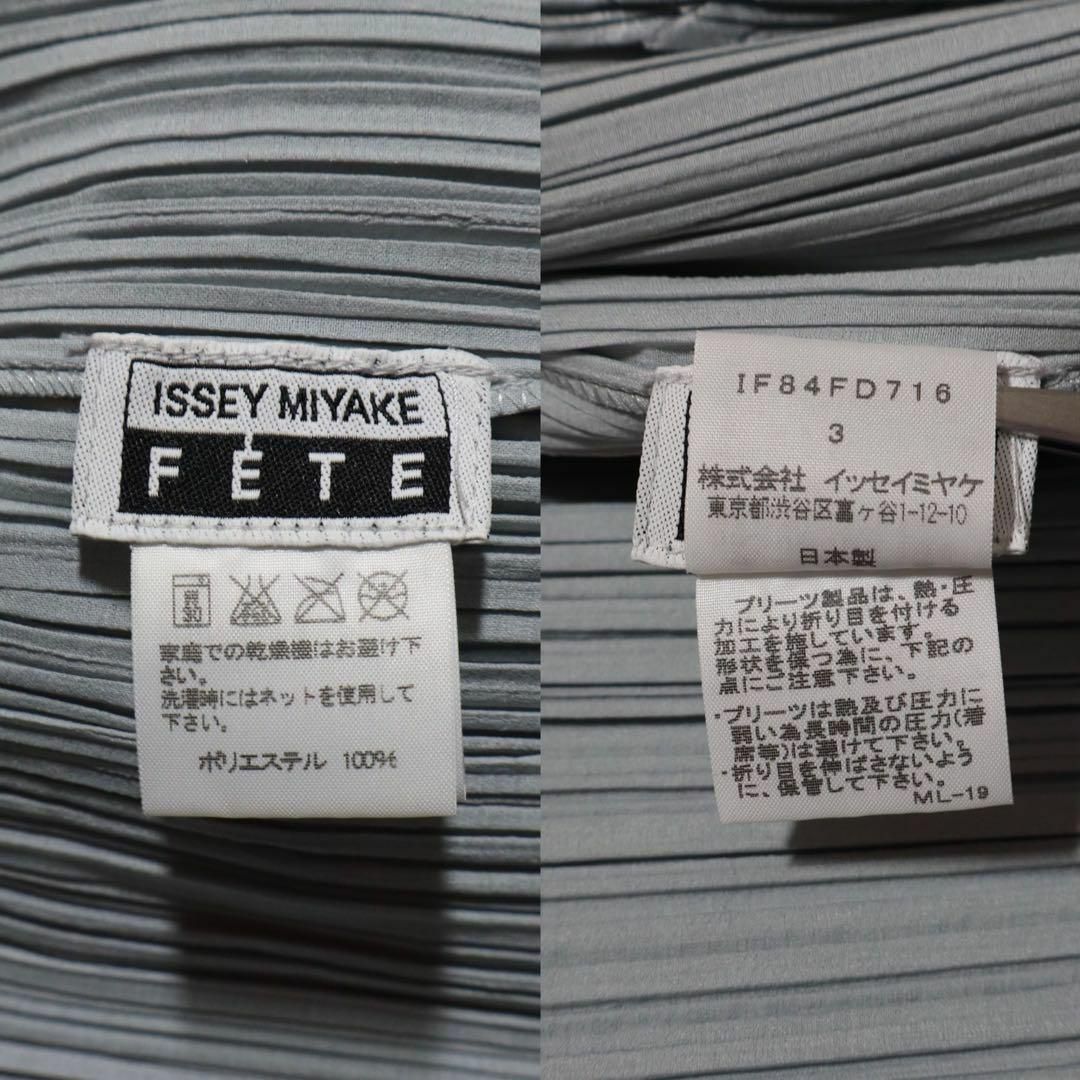 ISSEY MIYAKE
FÊTE
弱
30
家庭での乾燥機はお避け下
さい。
洗濯時にはネットを使用して
下さい。
ポリエステル 100%
IF84FD716
3
株式会社 イッセイミヤケ
東京都渋谷区富ヶ谷1-12-10
日本製
プリーツ製品は、熱・圧
力により折り目を付ける
加工を施しています。
形状を保つ為に、下記の
点にご注意下さい。
・プリーツは熱及び圧力に
弱い為長時間の圧力(着
席等)は避けて下さい。
・折り目を伸ばさないよう
に、保管して下さい。
ML-19